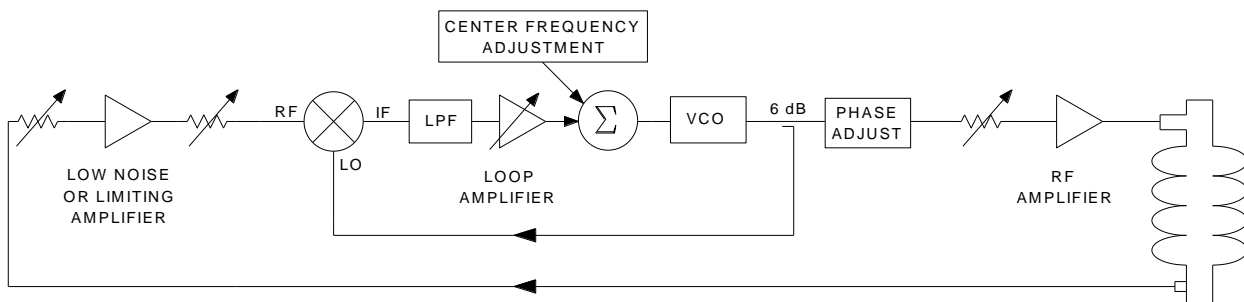 CENTER FREQUENCY
ADJUSTMENT
RF
IF
LO
LPF
Σ
VCO
6 dB
PHASE
ADJUST
LOW NOISE
OR LIMITING
AMPLIFIER
LOOP
AMPLIFIER
RF
AMPLIFIER